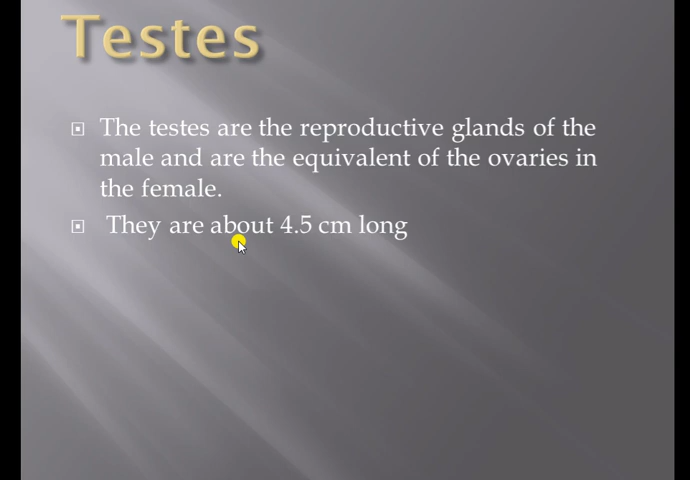 Testes
The testes are the reproductive glands of the
male and are the equivalent of the ovaries in
the female.
They are about 4.5 cm long